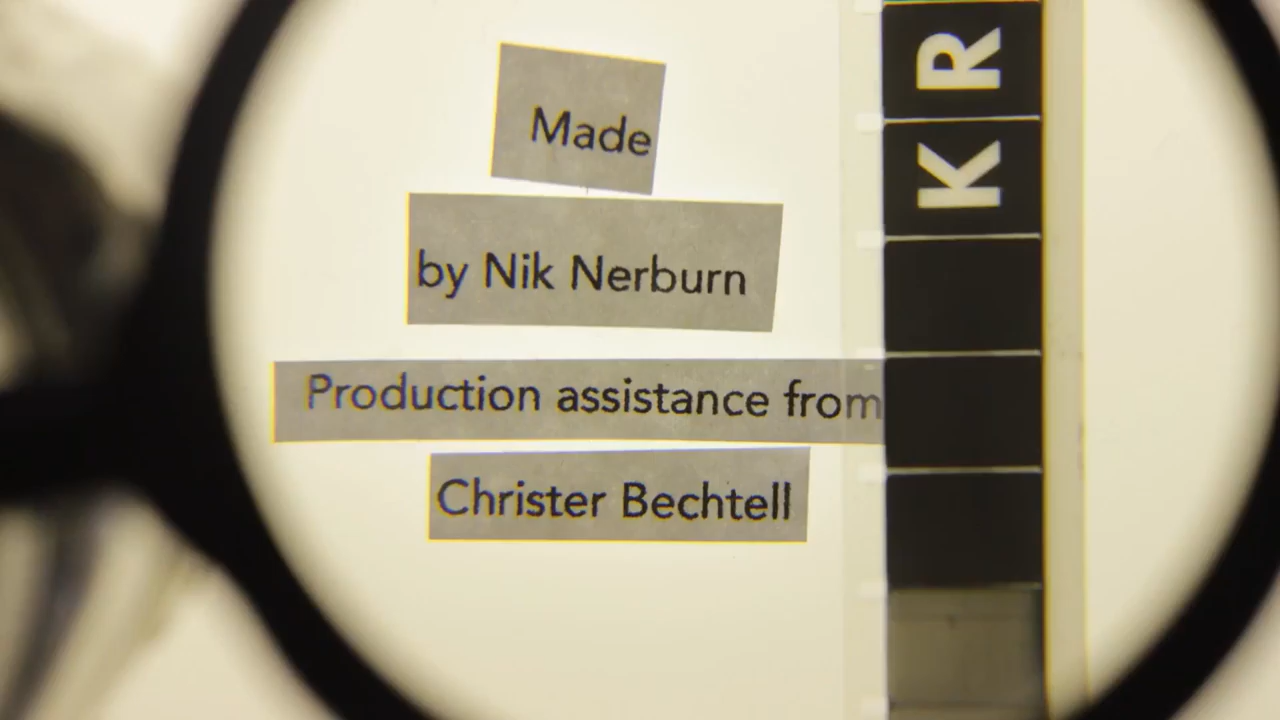 Made
by Nik Nerburn
Production assistance from
Christer Bechtell
K R